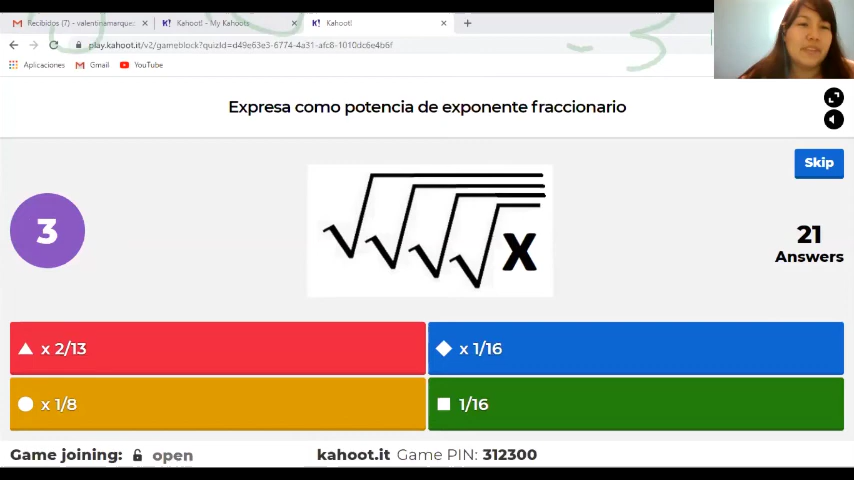 Recibidos (7) - valentinamarque
Kahoot! - My Kahoots
Kahoot!
play.kahoot.it/v2/gameblock?quizId=d49e63e3-6774-4a31-afc8-1010dc6e4b6f
Aplicaciones
Gmail
YouTube
-3
Expresa como potencia de exponente fraccionario
Skip
3
√√√√x
21
Answers
x 2/13
x 1/16
x 1/8
1/16
Game joining: open
kahoot.it Game PIN: 312300